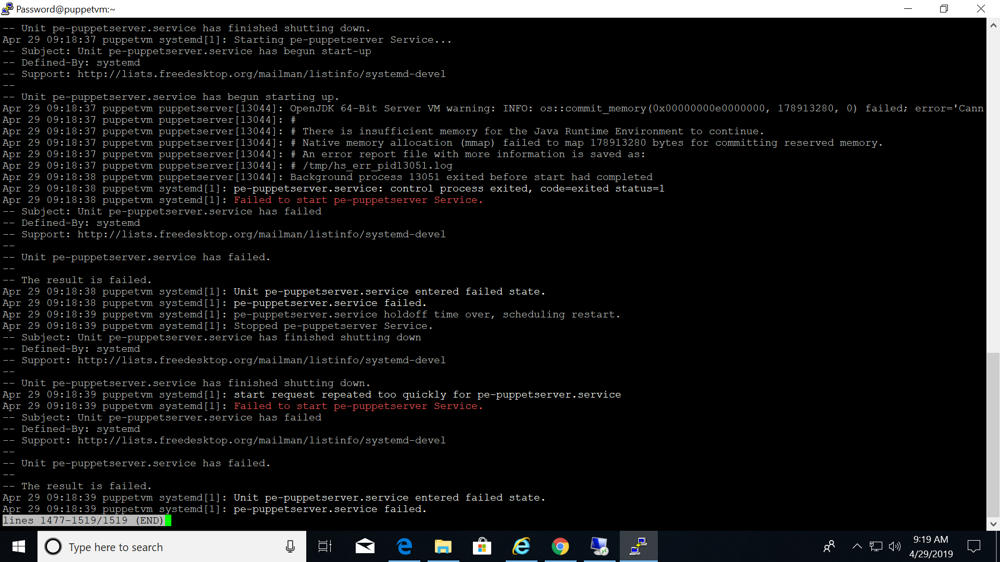 Password@puppetvm:~
-- Unit pe-puppetserver.service has finished shutting down.
Apr 29 09:18:37 puppetvm systemd[1]: Starting pe-puppetserver Service...
-- Subject: Unit pe-puppetserver.service has begun start-up
-- Defined-By: systemd
-- Support: http://lists.freedesktop.org/mailman/listinfo/systemd-devel
--
-- Unit pe-puppetserver.service has begun starting up.
Apr 29 09:18:37 puppetvm puppetserver[13044]: OpenJDK 64-Bit Server VM warning: INFO: os::commit_memory(0x00000000e0000000, 178913280, 0) failed; error='Cann
Apr 29 09:18:37 puppetvm puppetserver[13044]: #
Apr 29 09:18:37 puppetvm puppetserver[13044]: # There is insufficient memory for the Java Runtime Environment to continue.
Apr 29 09:18:37 puppetvm puppetserver[13044]: # Native memory allocation (mmap) failed to map 178913280 bytes for committing reserved memory.
Apr 29 09:18:37 puppetvm puppetserver[13044]: # An error report file with more information is saved as:
Apr 29 09:18:37 puppetvm puppetserver[13044]: # /tmp/hs_err_pid13051.log
Apr 29 09:18:38 puppetvm puppetserver[13044]: Background process 13051 exited before start had completed
Apr 29 09:18:38 puppetvm systemd[1]: pe-puppetserver.service: control process exited, code=exited status=1
Apr 29 09:18:38 puppetvm systemd[1]: Failed to start pe-puppetserver Service.
-- Subject: Unit pe-puppetserver.service has failed
-- Defined-By: systemd
-- Support: http://lists.freedesktop.org/mailman/listinfo/systemd-devel
--
-- Unit pe-puppetserver.service has failed.
--
-- The result is failed.
Apr 29 09:18:38 puppetvm systemd[1]: Unit pe-puppetserver.service entered failed state.
Apr 29 09:18:38 puppetvm systemd[1]: pe-puppetserver.service failed.
Apr 29 09:18:39 puppetvm systemd[1]: pe-puppetserver.service holdoff time over, scheduling restart.
Apr 29 09:18:39 puppetvm systemd[1]: Stopped pe-puppetserver Service.
-- Subject: Unit pe-puppetserver.service has finished shutting down
-- Defined-By: systemd
-- Support: http://lists.freedesktop.org/mailman/listinfo/systemd-devel
--
-- Unit pe-puppetserver.service has finished shutting down.
Apr 29 09:18:39 puppetvm systemd[1]: start request repeated too quickly for pe-puppetserver.service
Apr 29 09:18:39 puppetvm systemd[1]: Failed to start pe-puppetserver Service.
-- Subject: Unit pe-puppetserver.service has failed
-- Defined-By: systemd
-- Support: http://lists.freedesktop.org/mailman/listinfo/systemd-devel
--
-- Unit pe-puppetserver.service has failed.
--
-- The result is failed.
Apr 29 09:18:39 puppetvm systemd[1]: Unit pe-puppetserver.service entered failed state.
Apr 29 09:18:39 puppetvm systemd[1]: pe-puppetserver.service failed.
lines 1477-1519/1519 (END)
Type here to search
9:19 AM
4/29/2019